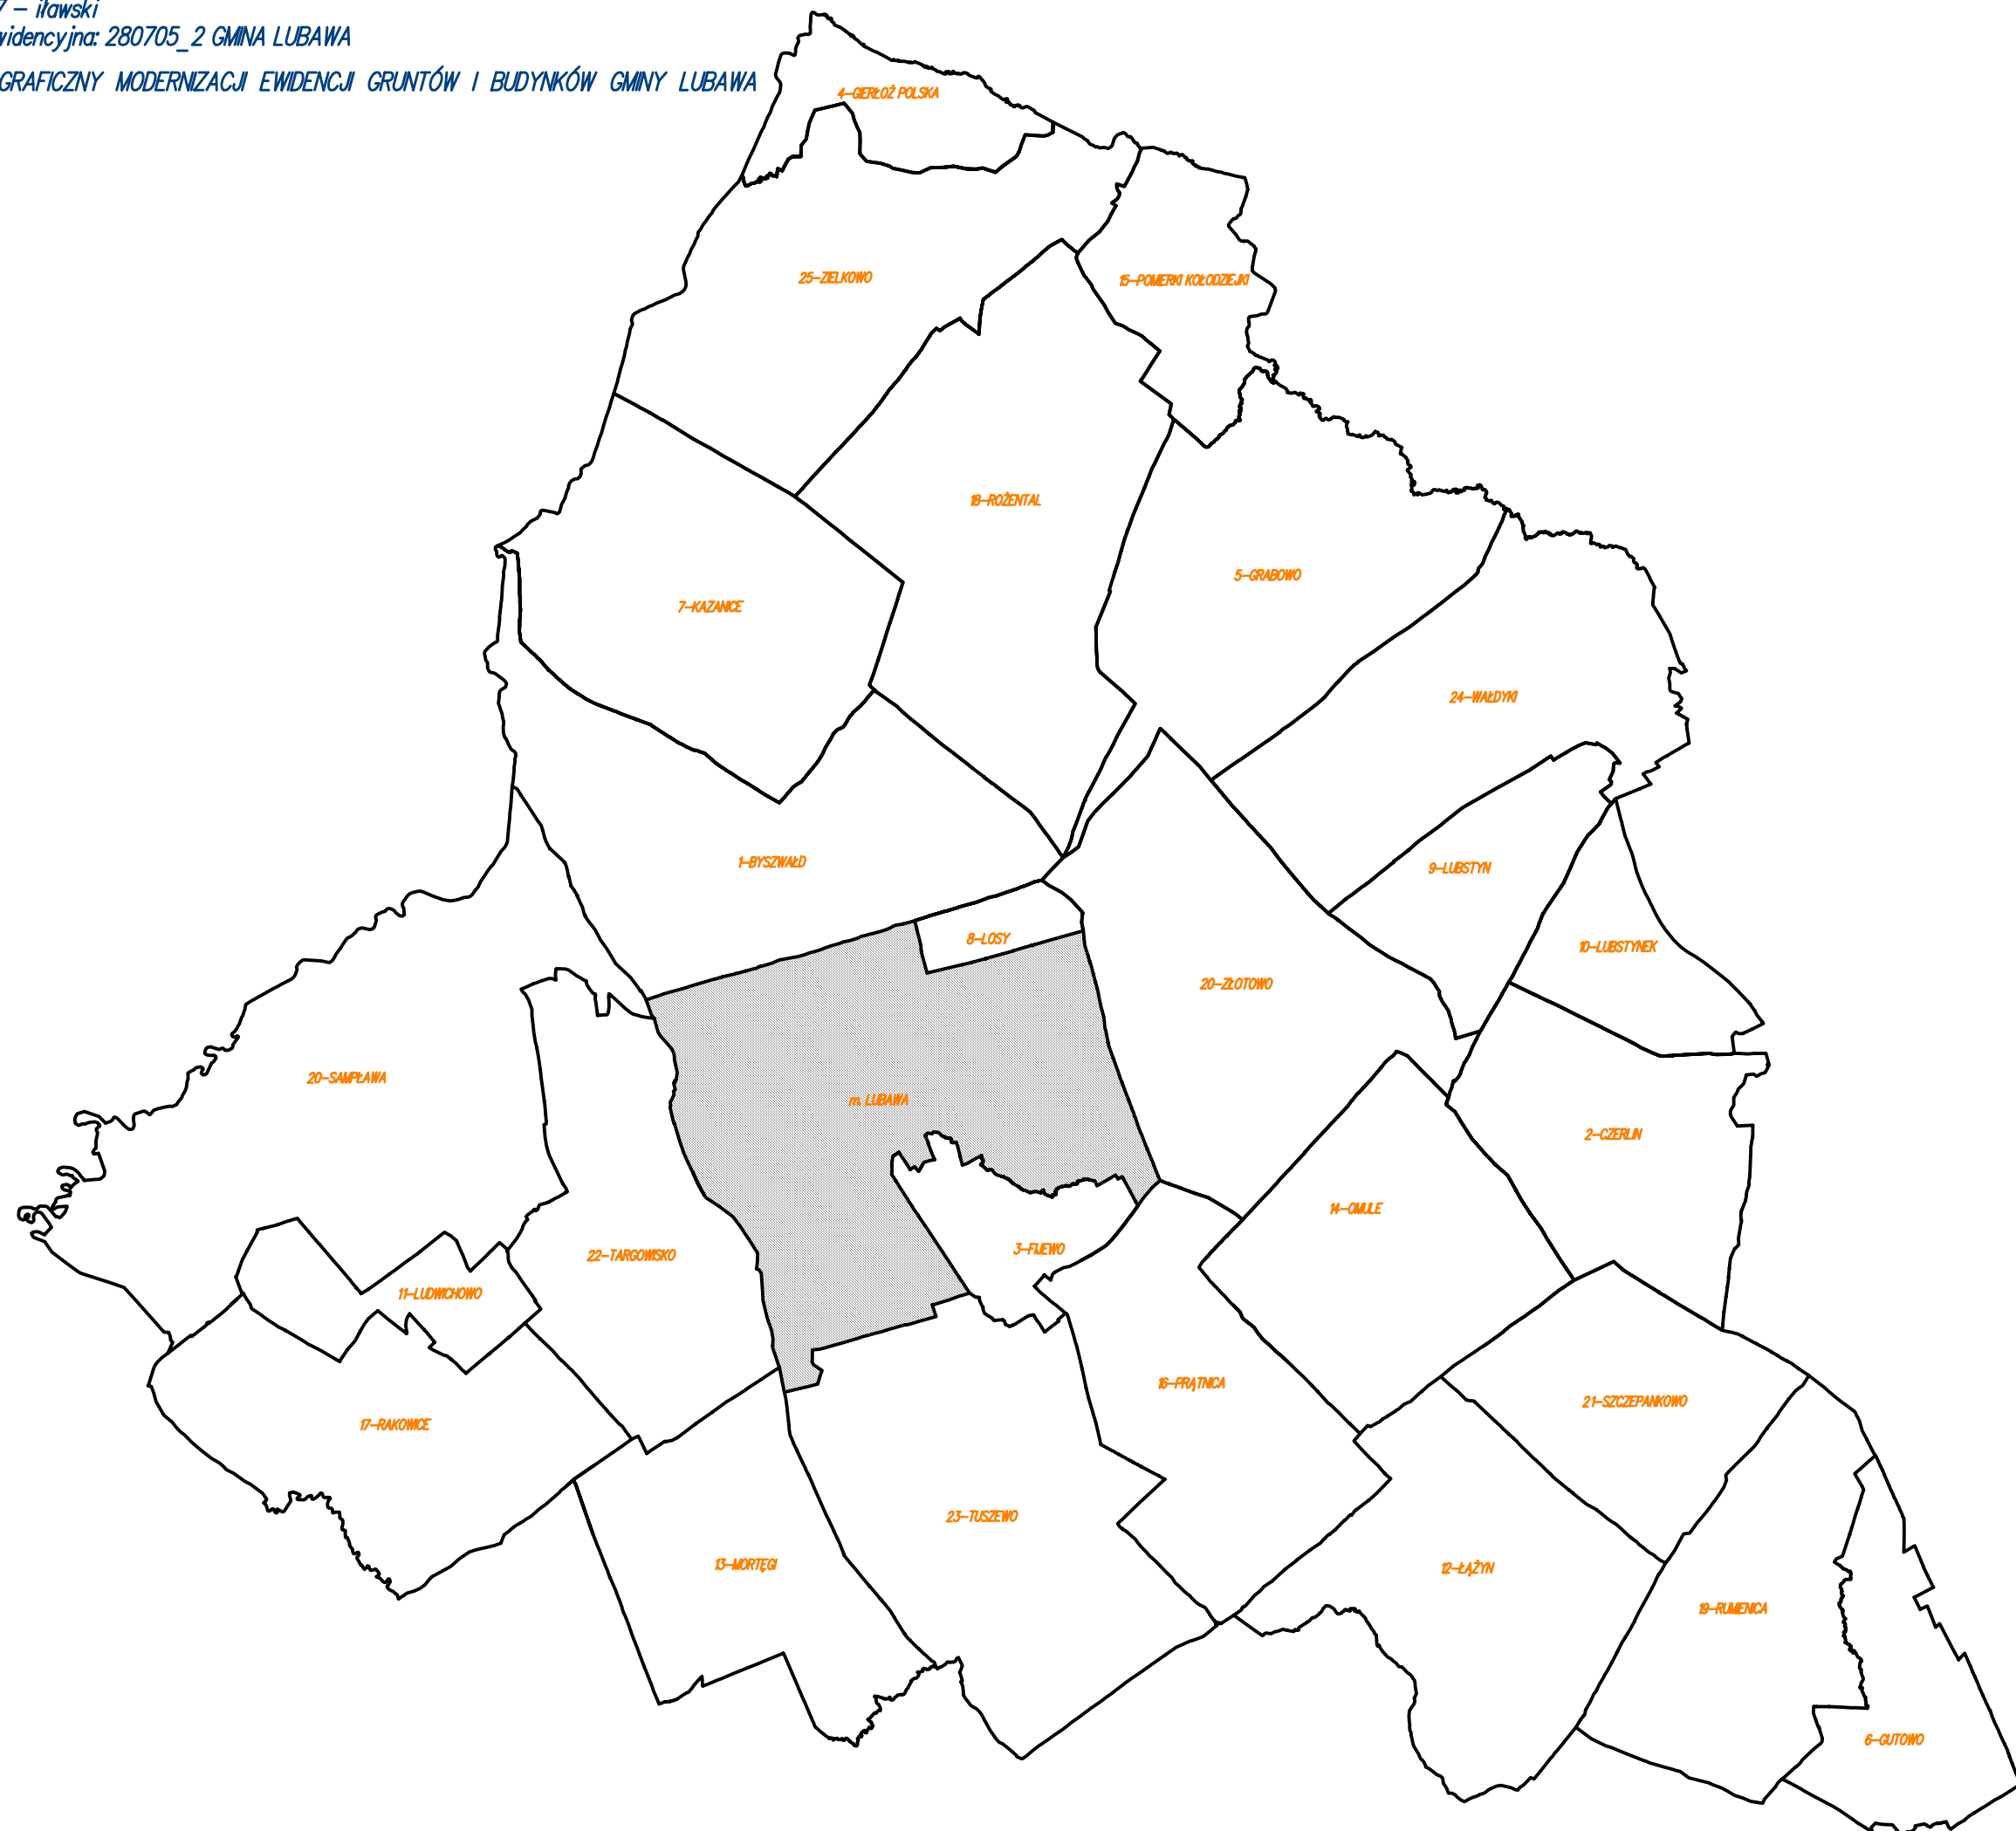 7 - iławski
widencyjna: 280705_2 GMINA LUBAWA
GRAFICZNY MODERNIZACJI EWIDENCJI GRUNTÓW I BUDYNKÓW GMINY LUBAWA
4-GIERŁOŻ POLSKA
25-ZIELKOWO
15-POMIERKI KOŁODZIEJKI
18-ROŻENTAL
5-GRABOWO
7-KAZANICE
24-WAŁDYKI
1-BYSZWAŁD
9-LUBSTYN
8-LOSY
10-LUBSTYNEK
20-ZŁOTOWO
20-SAMPŁAWA
m. LUBAWA
2-CZERLIN
14-OMULE
3-FIJEWO
22-TARGOWISKO
11-LUDWICHOWO
16-PRĄTNICA
21-SZCZEPANKOWO
17-RAKOWICE
23-TUSZEWO
13-MORTĘGI
12-ŁĄŻYN
19-RUMIENICA
6-GUTOWO